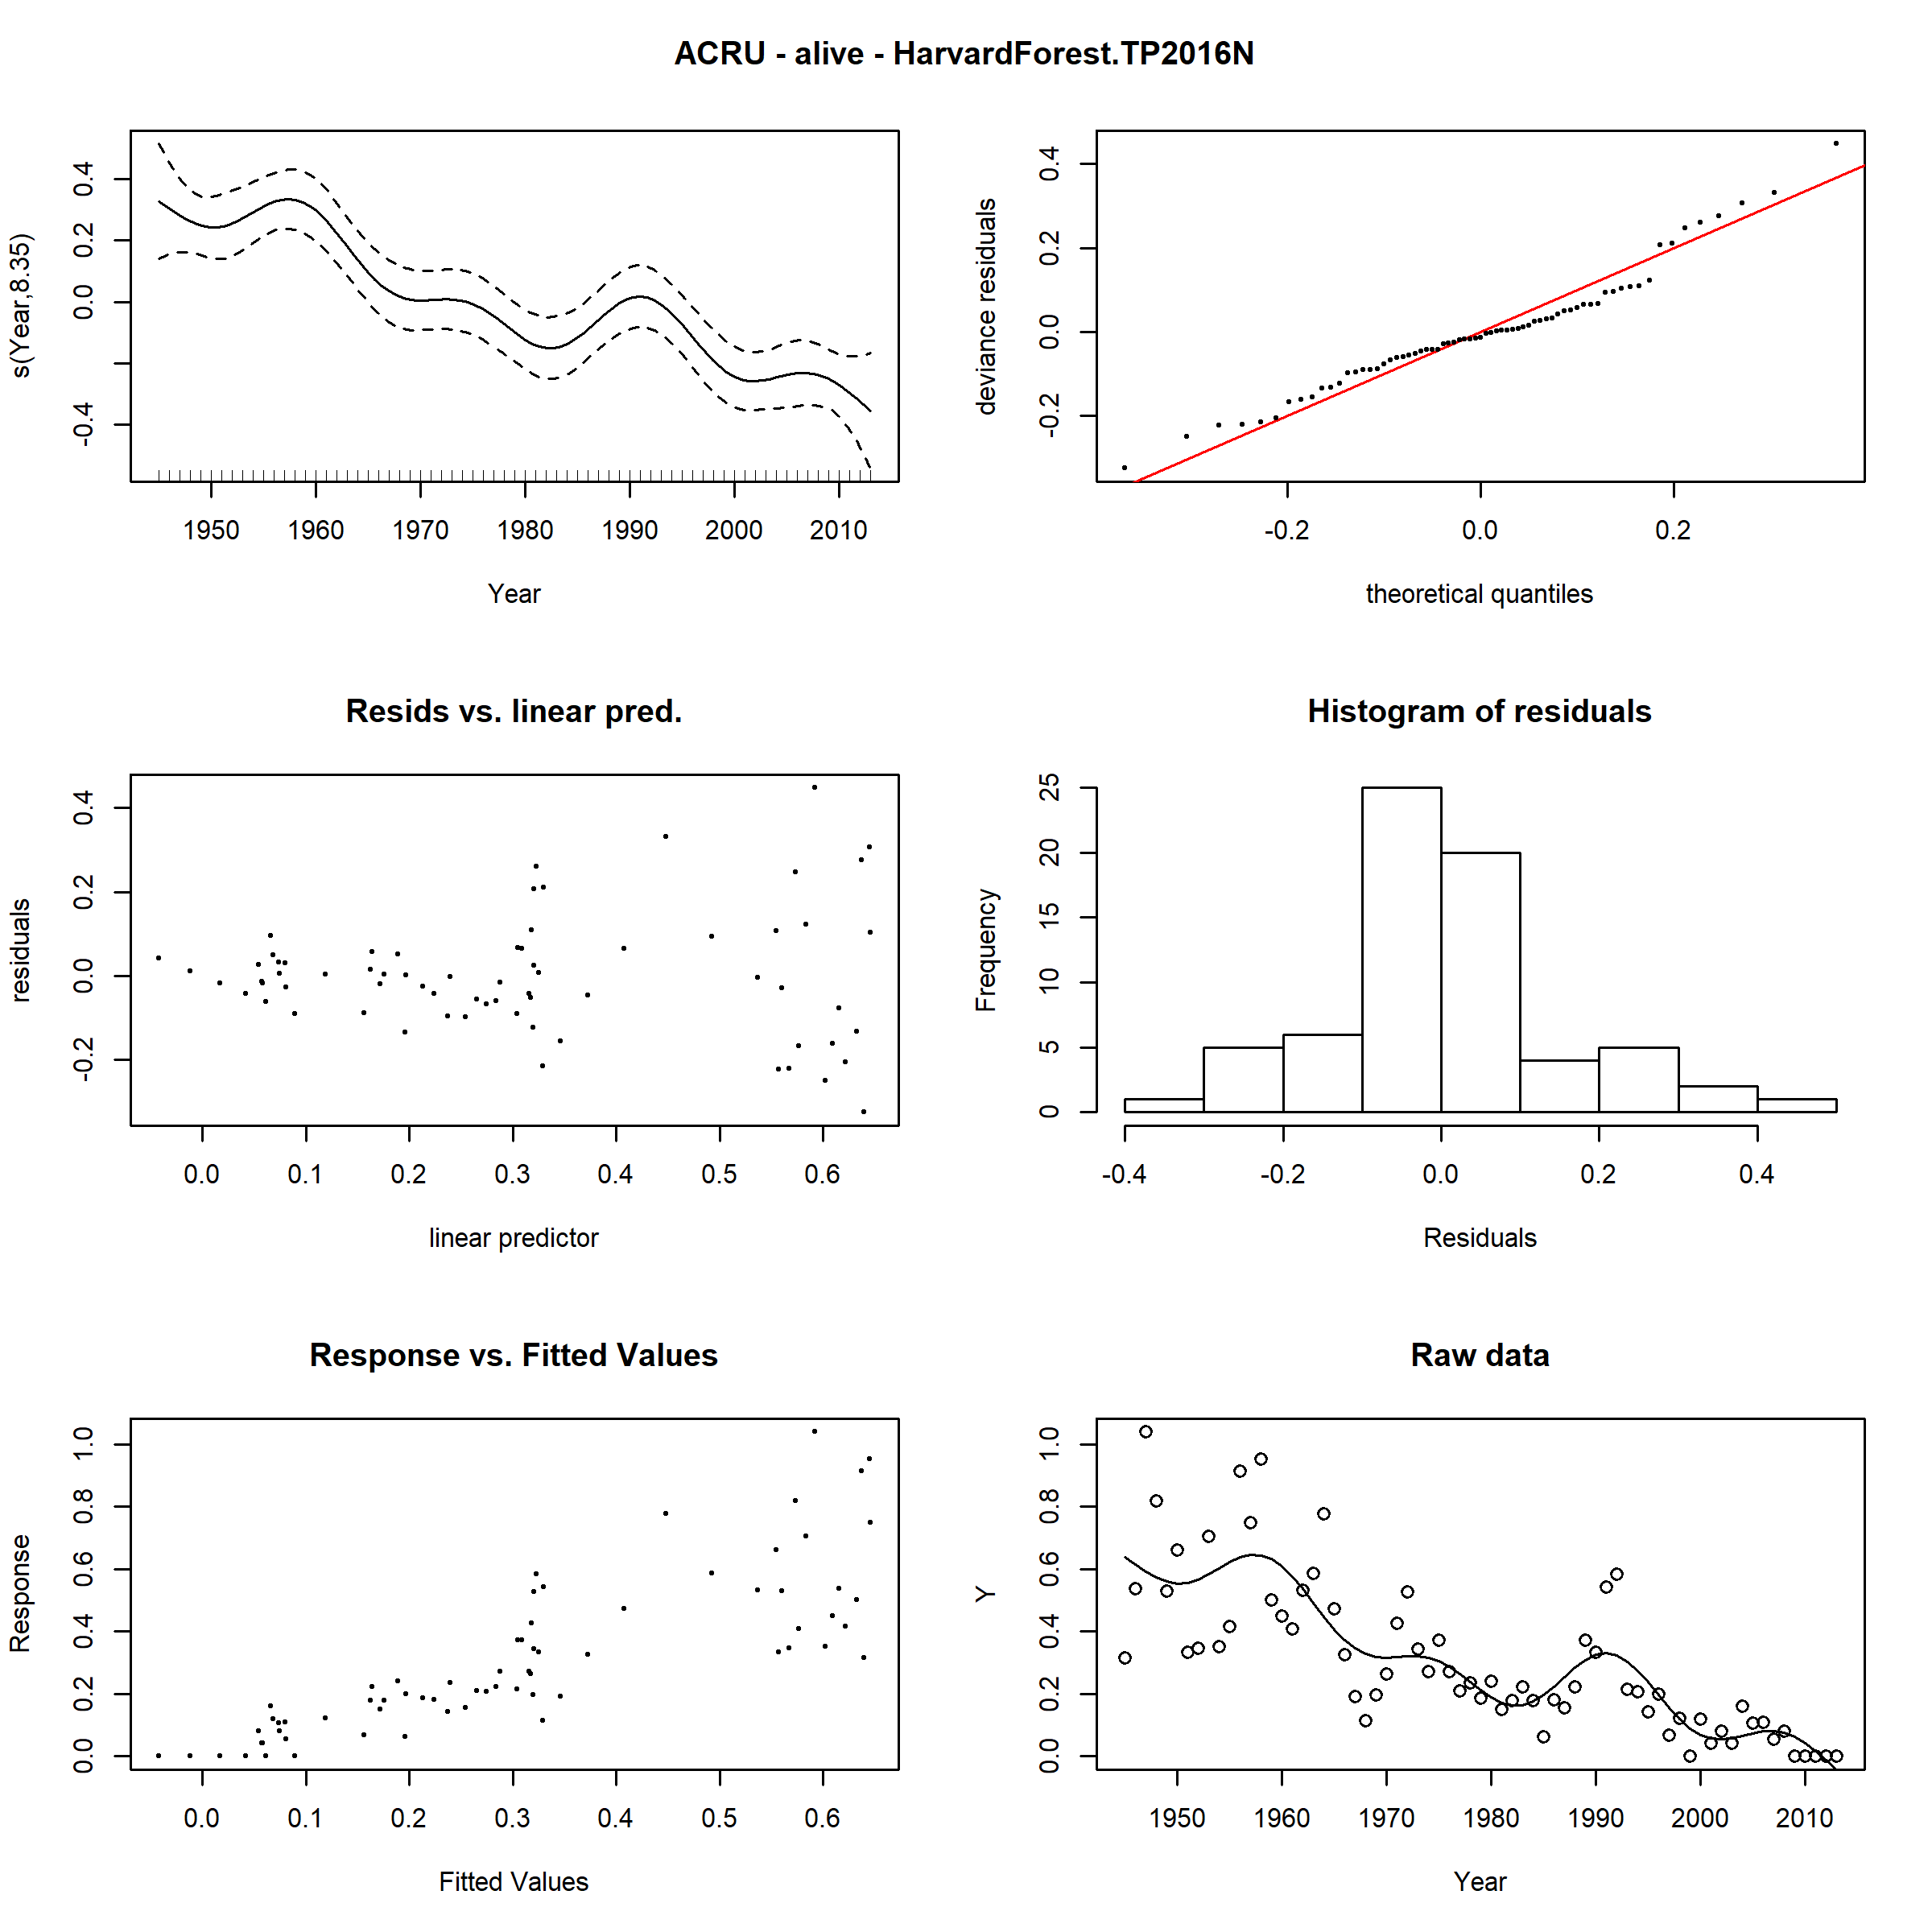 ACRU - alive - HarvardForest.TP2016N
s(Year,8.35)
0.4
0.2
0.0
-0.4
1950 1960 1970 1980 1990 2000 2010
Year
deviance residuals
0.4
0.2
0.0
-0.2
-0.2 0.0 0.2
theoretical quantiles
Resids vs. linear pred.
residuals
0.4
0.2
0.0
-0.2
0.0 0.1 0.2 0.3 0.4 0.5 0.6
linear predictor
Histogram of residuals
Frequency
25
20
15
10
5
0
-0.4 -0.2 0.0 0.2 0.4
Residuals
Response vs. Fitted Values
Response
1.0
0.8
0.6
0.4
0.2
0.0
0.0 0.1 0.2 0.3 0.4 0.5 0.6
Fitted Values
Raw data
Y
1.0
0.8
0.6
0.4
0.2
0.0
1950 1960 1970 1980 1990 2000 2010
Year